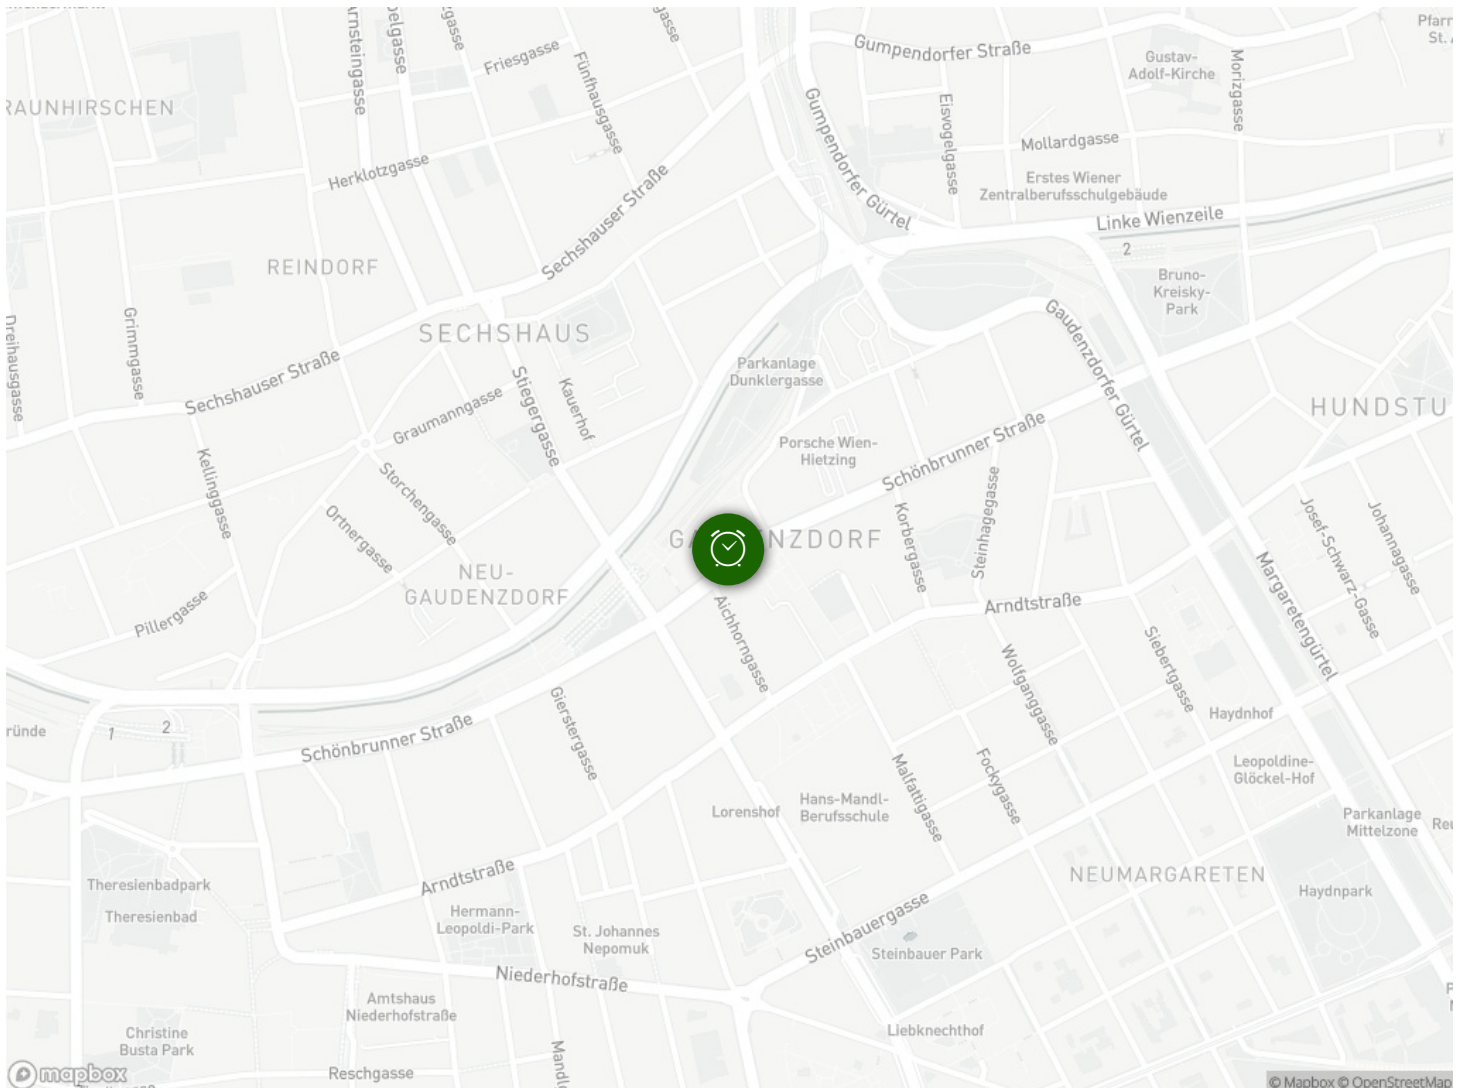 Arnsteingasse
Friesgasse
Fünfhausgasse
Gumpendorfer Straße
Gustav-
Adolf-Kirche
Morizgasse
Gumpendorfer Gürtel
Eisvogelgasse
Mollardgasse
Herklotzgasse
Sechshauser Straße
Erstes Wiener
Zentralberufsschulgebäude
Linke Wienzeile
2
REINDORF
Bruno-
Kreisky-
Park
Dreihausgasse
Grimmgasse
SECHSHAUS
Gaudenzdorfer Gürtel
Sechshauser Straße
Stiegergasse
Kauerhof
Parkanlage
Dunklergasse
Graumanngasse
HUNDSTU
Porsche Wien-
Hietzing
Schönbrunner Straße
Kellinggasse
Storchengasse
Ortnergasse
Korbergasse
Steinhagegasse
Josef-Schwarz-Gasse
Johannagasse
NEU-
GAUDENZDORF
Pillergasse
Aichhorngasse
Arndtstraße
Margaretengürtel
Siebertgasse
Wolfganggasse
Gierstergasse
Haydnhof
1
2
Schönbrunner Straße
Leopoldine-
Glöckel-Hof
Malfattigasse
Fockygasse
Lorenshof
Hans-Mandl-
Berufsschule
Parkanlage
Mittelzone
Arndtstraße
NEUMARGARETEN
Theresienbadpark
Theresienbad
Haydnpark
Hermann-
Leopoldi-Park
St. Johannes
Nepomuk
Steinbauergasse
Steinbauer Park
Niederhofstraße
Amtshaus
Niederhofstraße
Christine
Busta Park
Liebknechthof
Reschgasse
mapbox
© Mapbox © OpenStreetMap